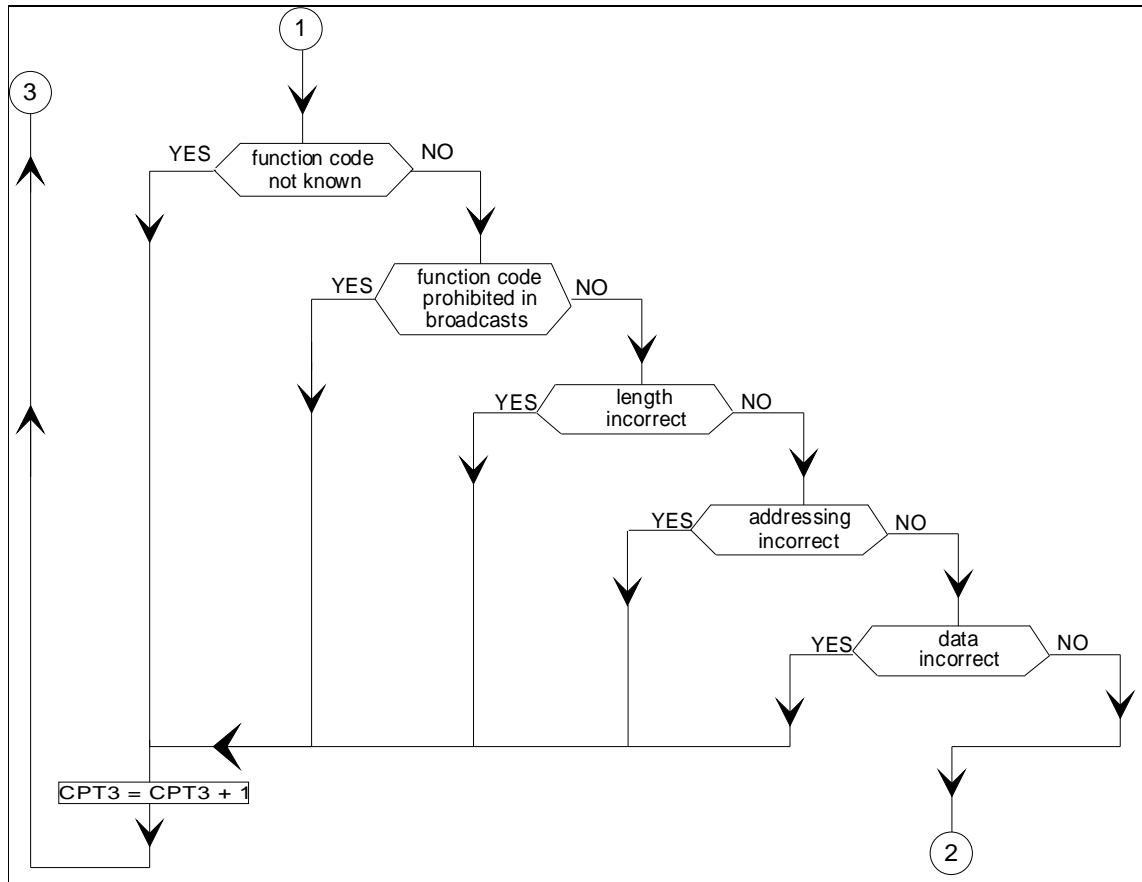 1
3
YES
function code
not known
NO
YES
function code
prohibited in
broadcasts
NO
YES
length
incorrect
NO
YES
addressing
incorrect
NO
YES
data
incorrect
NO
CPT3 = CPT3 + 1
2